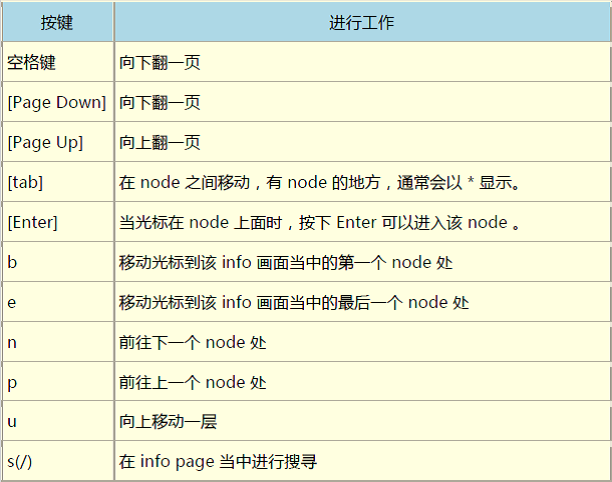 按键 进行工作
空格键 向下翻一页
[Page Down] 向下翻一页
[Page Up] 向上翻一页
[tab] 在 node 之间移动，有 node 的地方，通常会以 * 显示。
[Enter] 当光标在 node 上面时，按下 Enter 可以进入该 node 。
b 移动光标到该 info 画面当中的第一个 node 处
e 移动光标到该 info 画面当中的最后一个 node 处
n 前往下一个 node 处
p 前往上一个 node 处
u 向上移动一层
s(/) 在 info page 当中进行搜寻